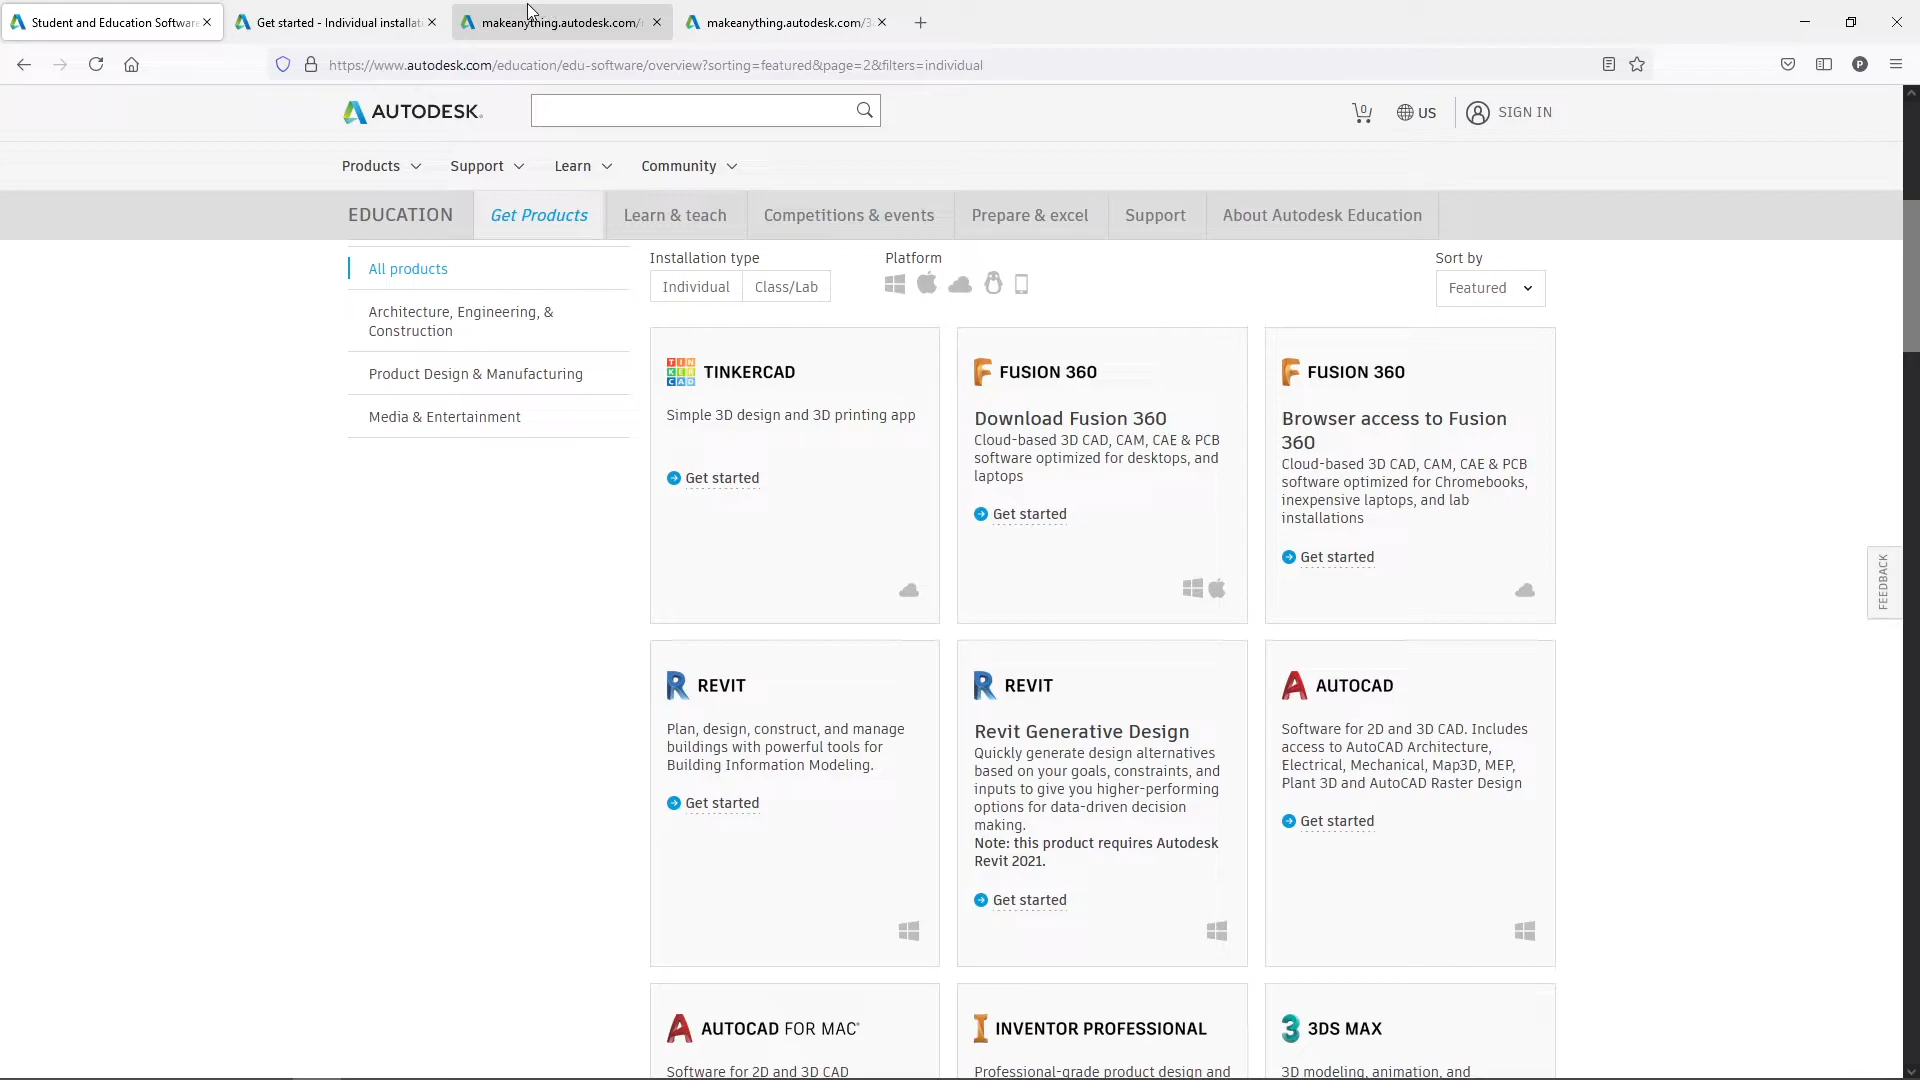 Student and Education Software
Get started - Individual installat
makeanything.autodesk.com/
makeanything.autodesk.com/3
https://www.autodesk.com/education/edu-software/overview?sorting=featured&page=2&filters=individual
P
AUTODESK.
0
US
SIGN IN
Products
Support
Learn
Community
EDUCATION
Get Products
Learn & teach
Competitions & events
Prepare & excel
Support
About Autodesk Education
All products
Architecture, Engineering, &
Construction
Product Design & Manufacturing
Media & Entertainment
Installation type
Individual
Class/Lab
Platform
Sort by
Featured
TINKERCAD
TINKERCAD
Simple 3D design and 3D printing app
Get started
FUSION 360
Download Fusion 360
Cloud-based 3D CAD, CAM, CAE & PCB
software optimized for desktops, and
laptops
Get started
FUSION 360
Browser access to Fusion
360
Cloud-based 3D CAD, CAM, CAE & PCB
software optimized for Chromebooks,
inexpensive laptops, and lab
installations
Get started
REVIT
Plan, design, construct, and manage
buildings with powerful tools for
Building Information Modeling.
Get started
REVIT
Revit Generative Design
Quickly generate design alternatives
based on your goals, constraints, and
inputs to give you higher-performing
options for data-driven decision
making.
Note: this product requires Autodesk
Revit 2021.
Get started
AUTOCAD
Software for 2D and 3D CAD. Includes
access to AutoCAD Architecture,
Electrical, Mechanical, Map3D, MEP,
Plant 3D and AutoCAD Raster Design
Get started
AUTOCAD FOR MAC®
Software for 2D and 3D CAD
INVENTOR PROFESSIONAL
Professional-grade product design and
3DS MAX
3D modeling, animation, and
FEEDBACK